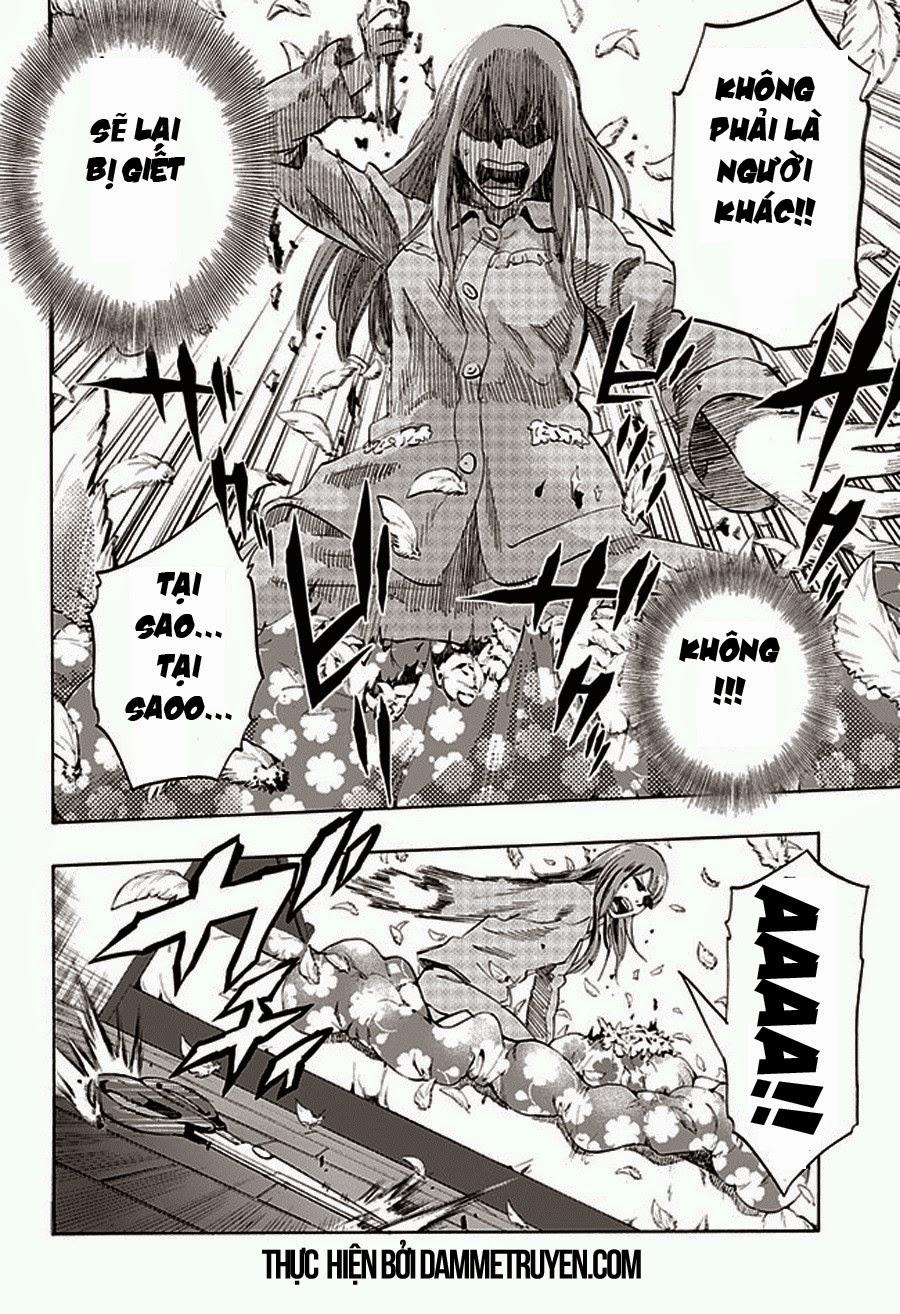 KHÔNG
PHẢI LÀ
NGƯỜI
KHÁC!!
SẼ LẠI
BỊ GIẾT
KHÔNG
!!!
TẠI
SAO...
TẠI
SAOO...
AAAA!!
THỰC HIỆN BỞI DAMMETRUYEN.COM